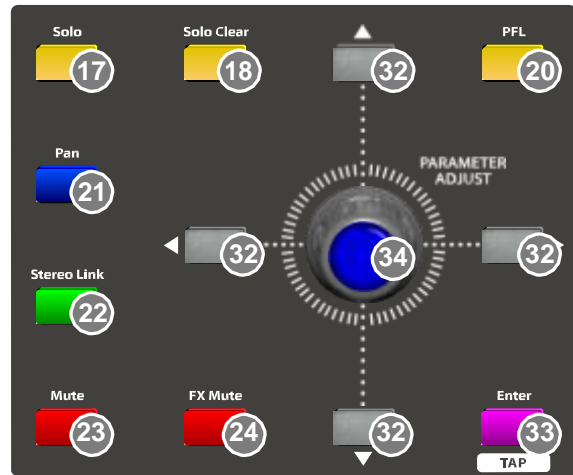 Solo
Solo Clear
PFL
17
18
32
20
Pan
PARAMETER
ADJUST
21
32
34
32
Stereo Link
22
Mute
FX Mute
Enter
23
24
32
33
TAP